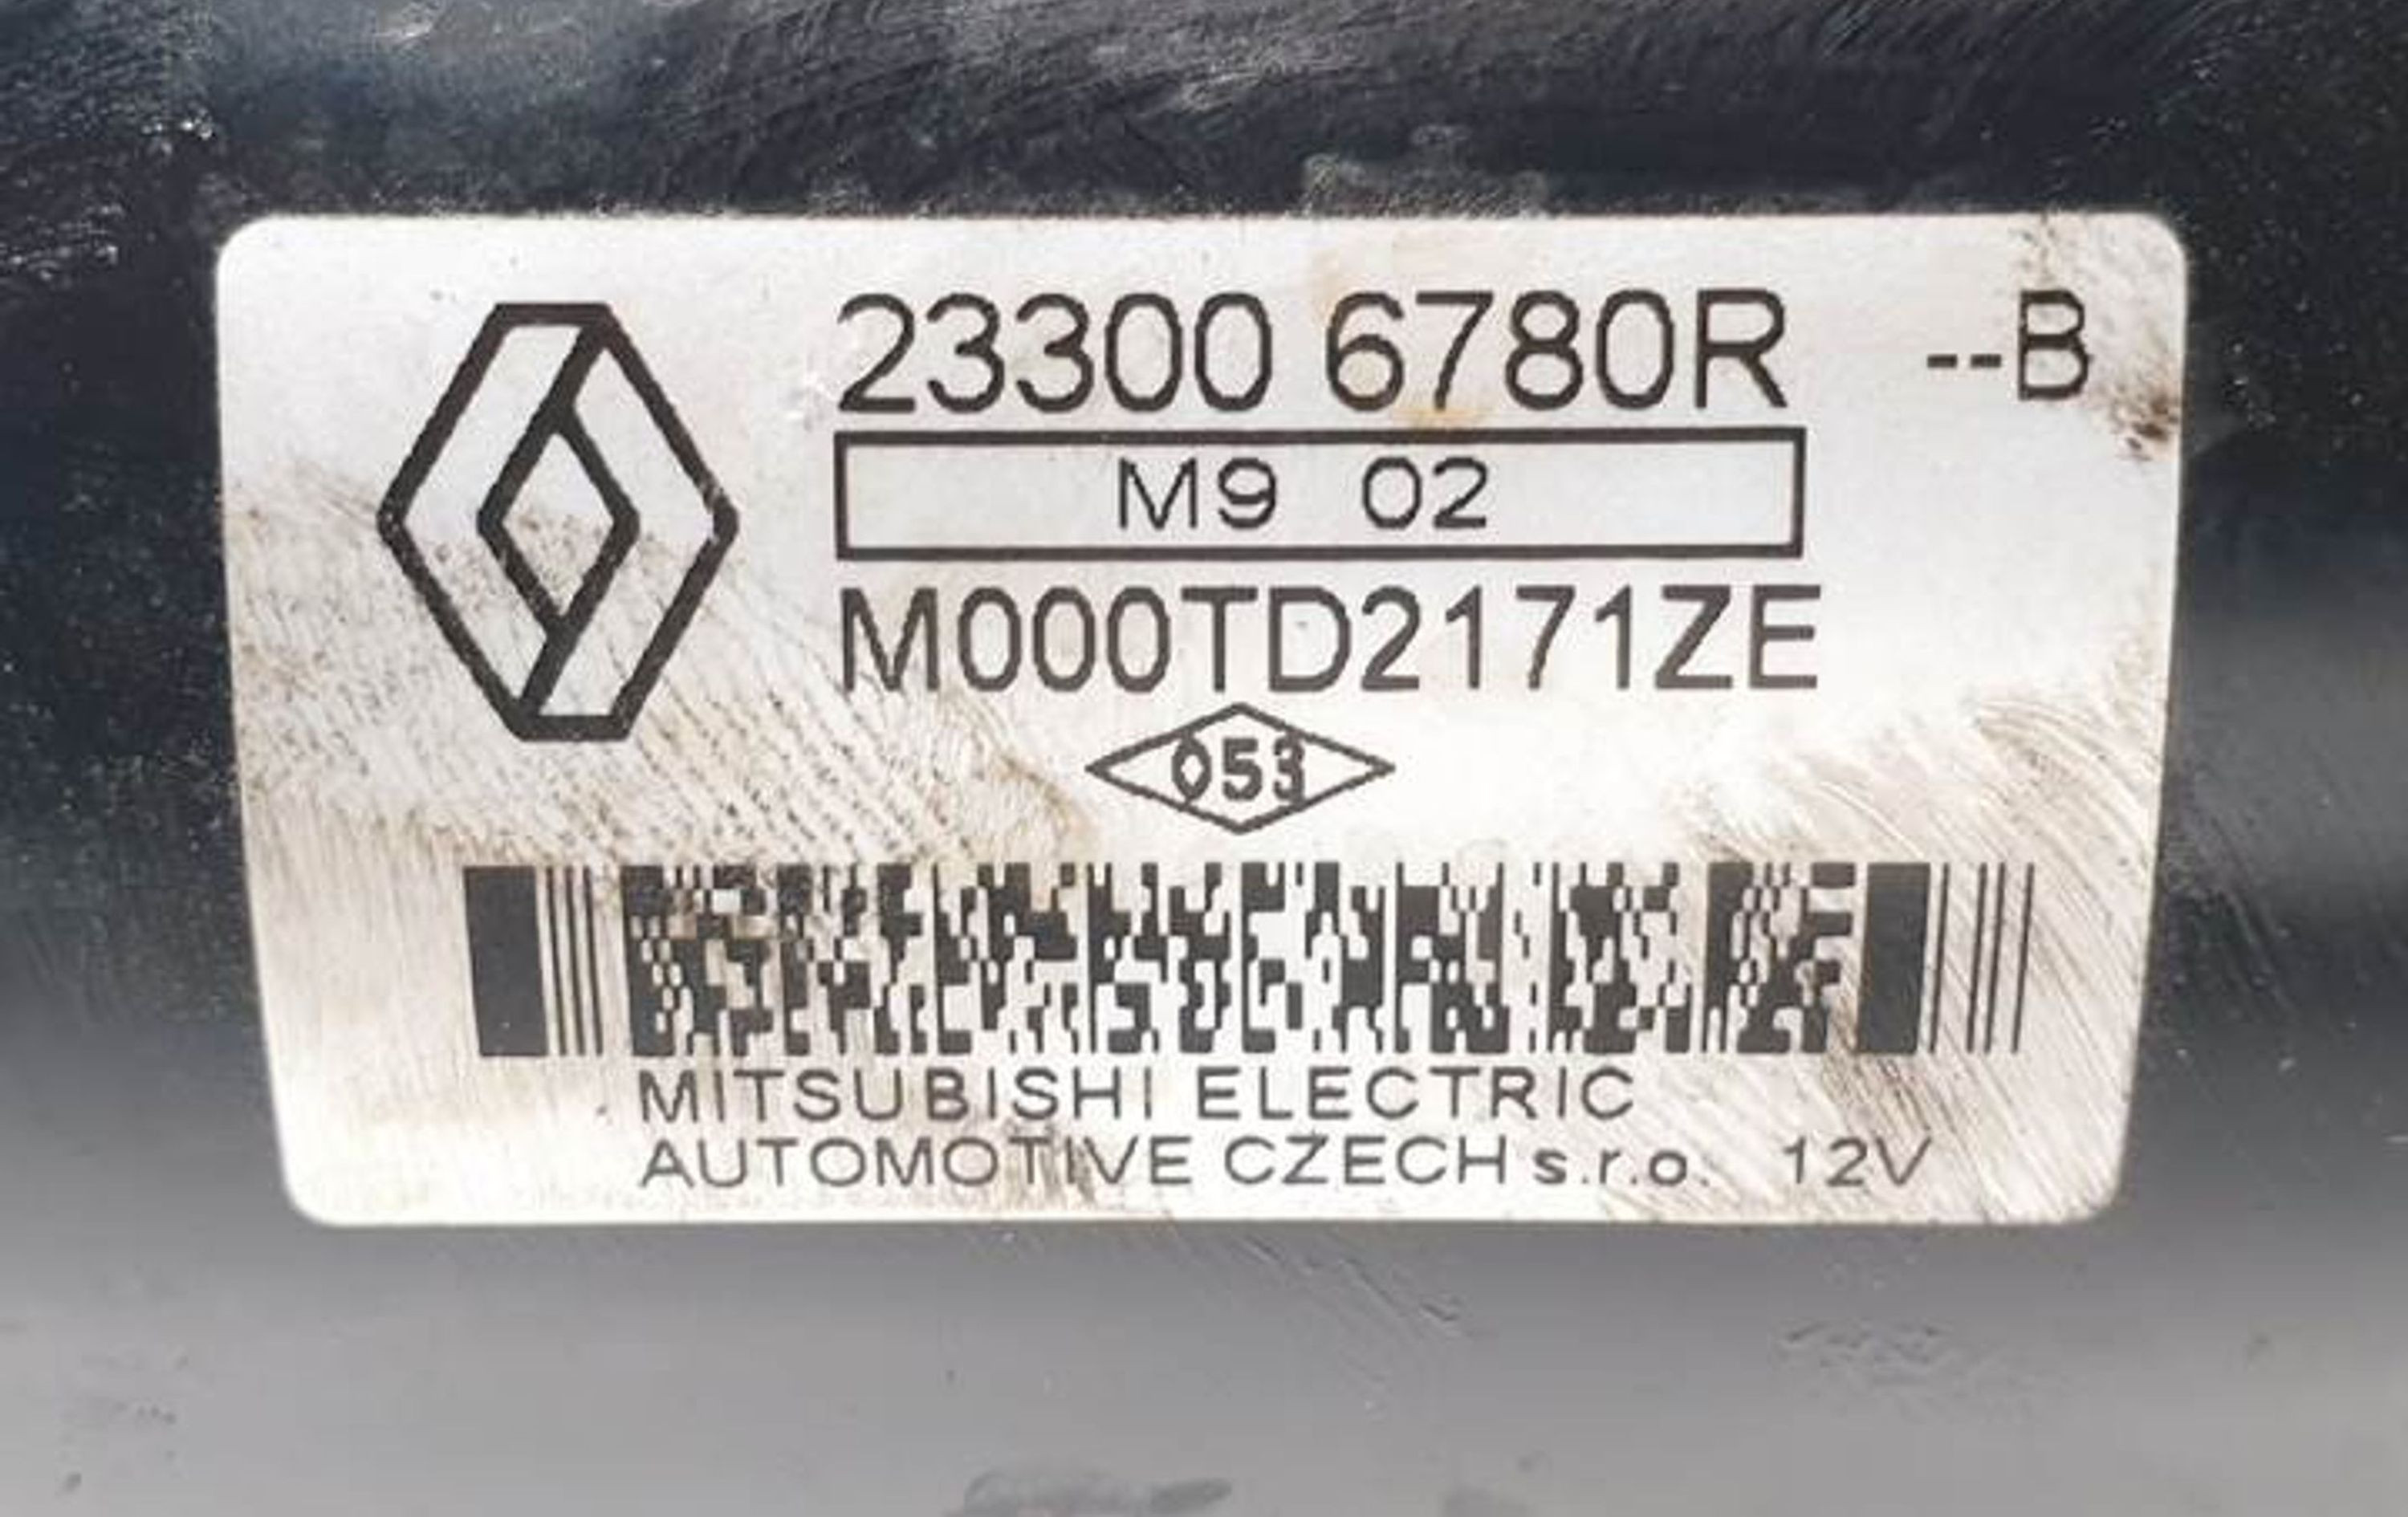 23300 6780R --B
M9 02
M000TD2171ZE
053
MITSUBISHI ELECTRIC
AUTOMOTIVE CZECH s.r.o. 12V